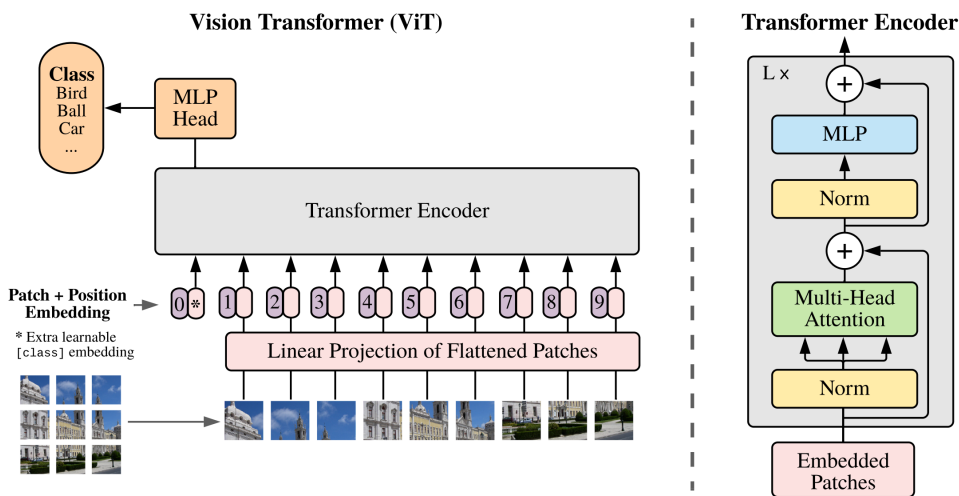 Vision Transformer (ViT)
Class
Bird
Ball
Car
...
MLP
Head
Transformer Encoder
0 * 1 2 3 4 5 6 7 8 9
Patch + Position
Embedding
* Extra learnable
[class] embedding
Linear Projection of Flattened Patches
Transformer Encoder
L ×
+
MLP
Norm
+
Multi-Head
Attention
Norm
Embedded
Patches